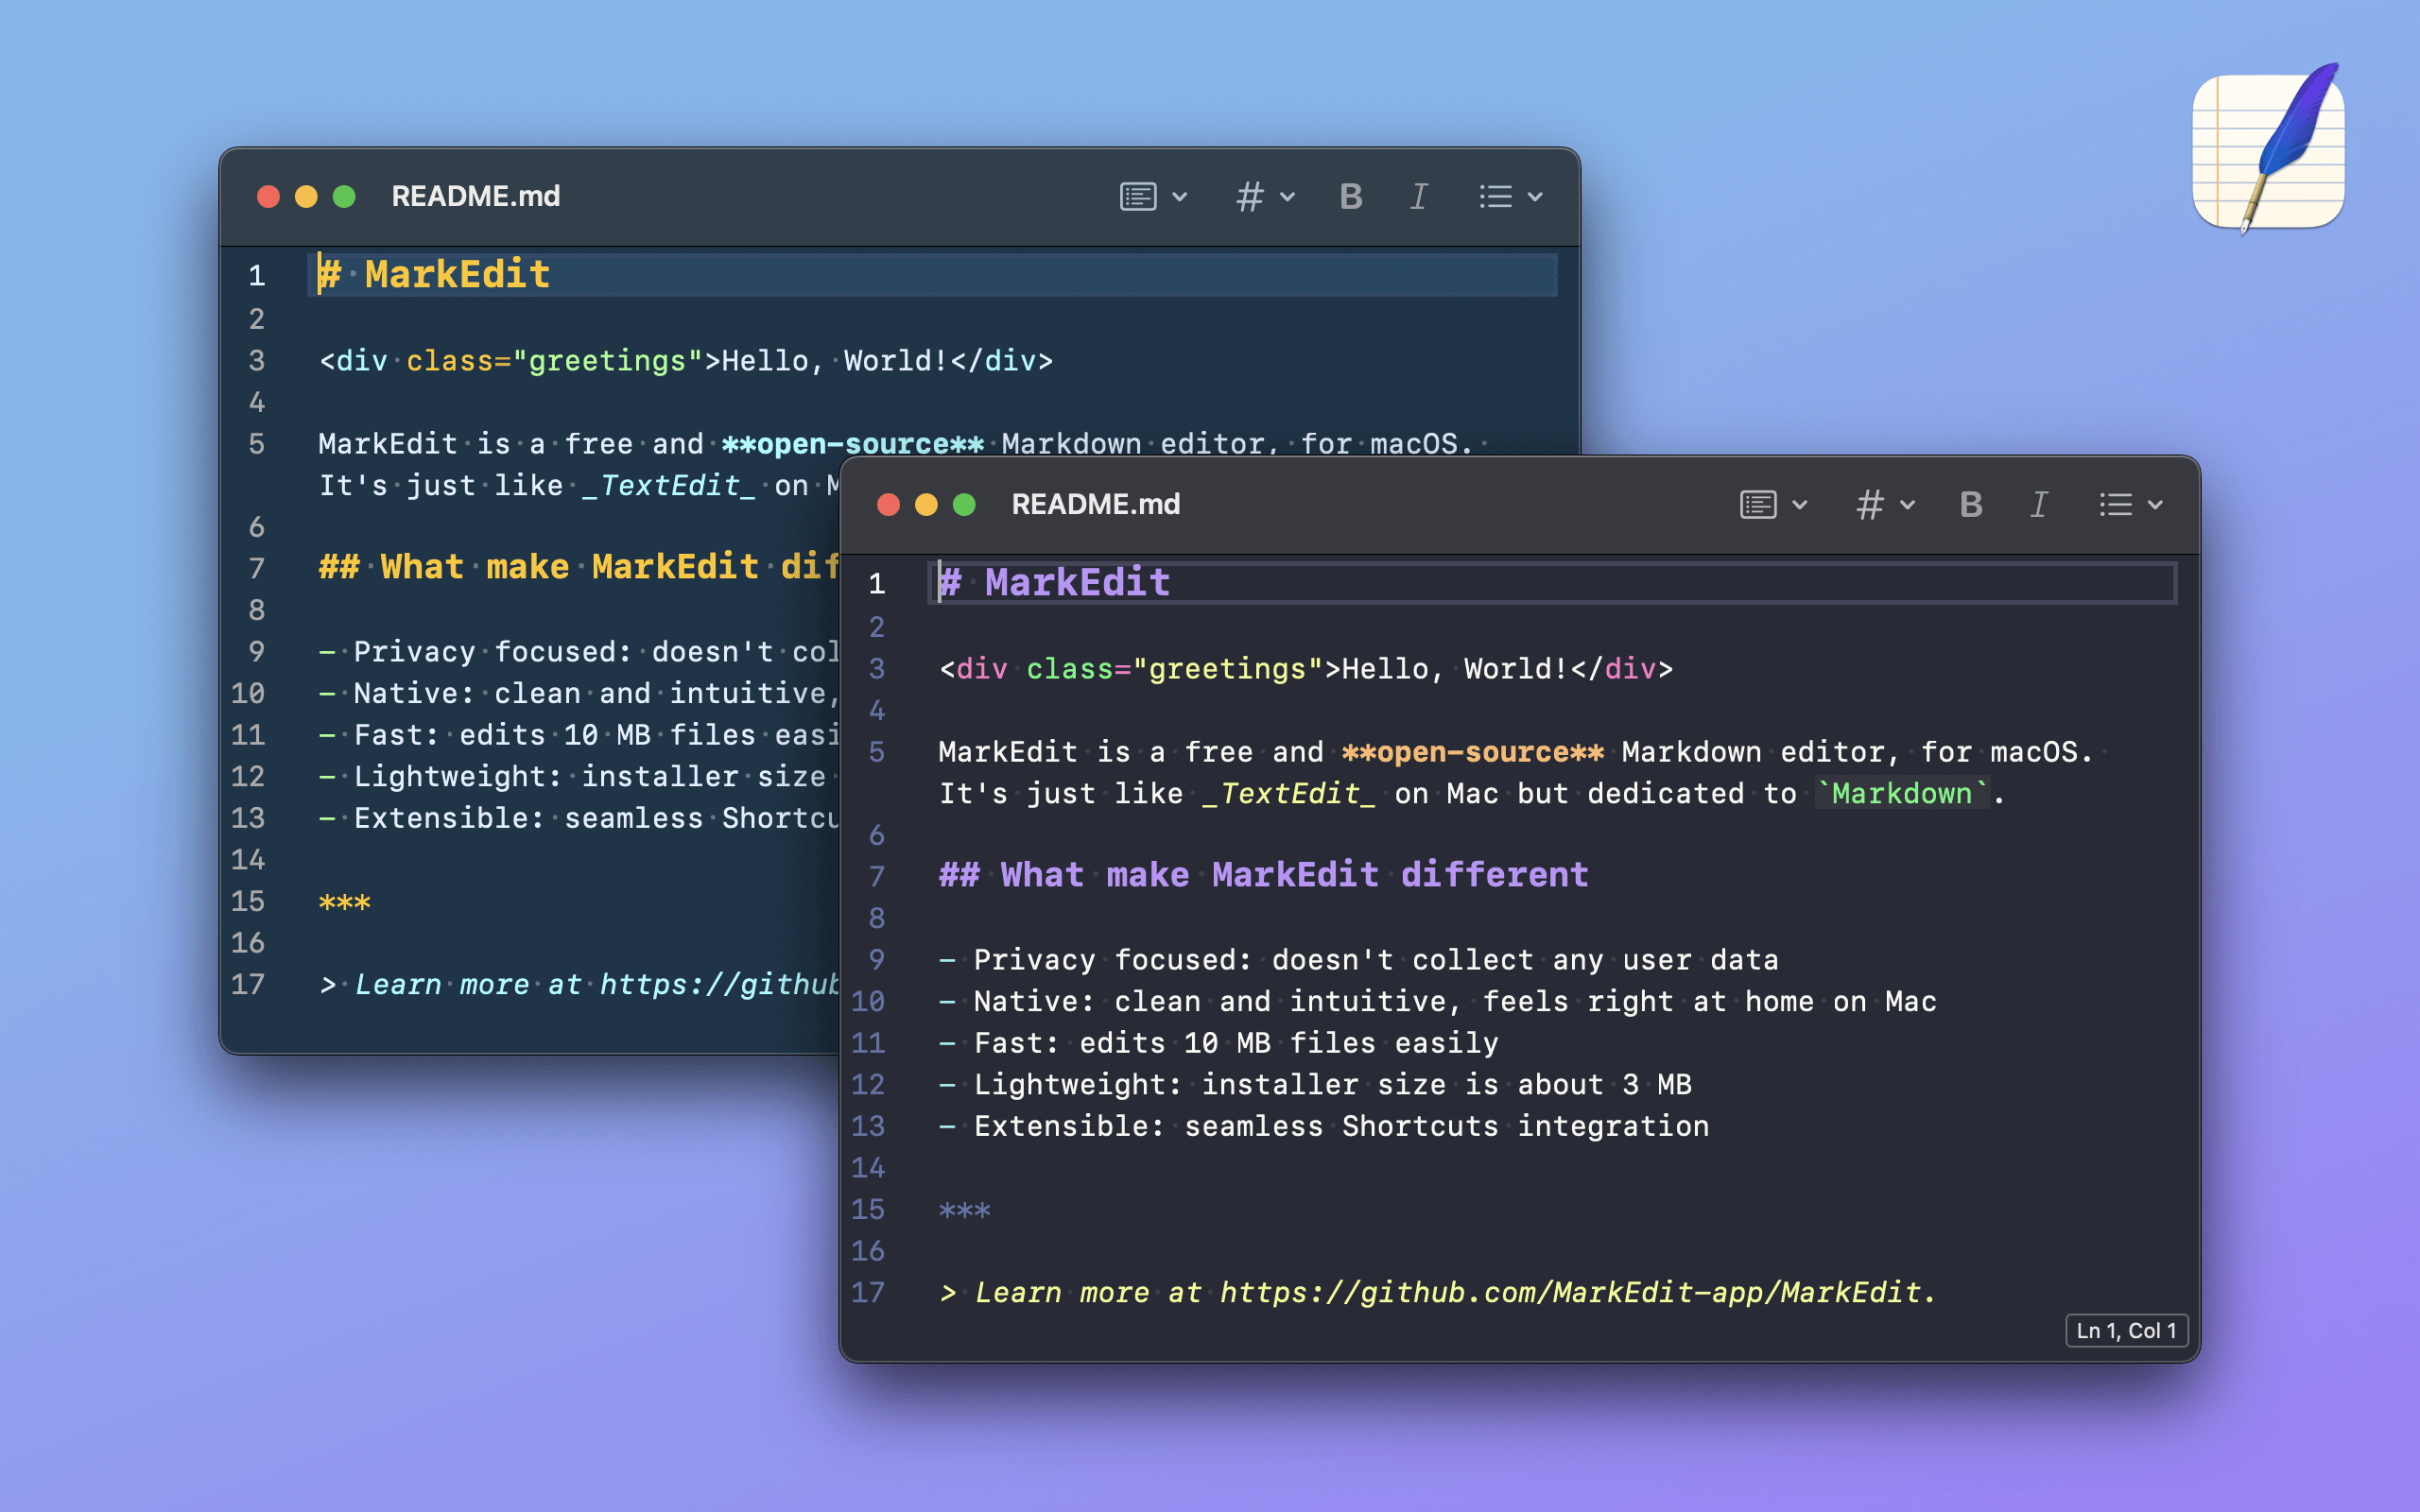 README.md
B I
1 # MarkEdit
2
3 <div class="greetings">Hello, World!</div>
4
5 MarkEdit is a free and **open-source** Markdown editor, for macOS.
It's just like _TextEdit_ on M
6
7 ## What make MarkEdit dif
8
9 - Privacy focused: doesn't col
10 - Native: clean and intuitive,
11 - Fast: edits 10 MB files easi
12 - Lightweight: installer size
13 - Extensible: seamless Shortcu
14
15 ***
16
17 > Learn more at https://github
README.md
B I
1 # MarkEdit
2
3 <div class="greetings">Hello, World!</div>
4
5 MarkEdit is a free and **open-source** Markdown editor, for macOS.
It's just like _TextEdit_ on Mac but dedicated to `Markdown`.
6
7 ## What make MarkEdit different
8
9 - Privacy focused: doesn't collect any user data
10 - Native: clean and intuitive, feels right at home on Mac
11 - Fast: edits 10 MB files easily
12 - Lightweight: installer size is about 3 MB
13 - Extensible: seamless Shortcuts integration
14
15 ***
16
17 > Learn more at https://github.com/MarkEdit-app/MarkEdit.
Ln 1, Col 1